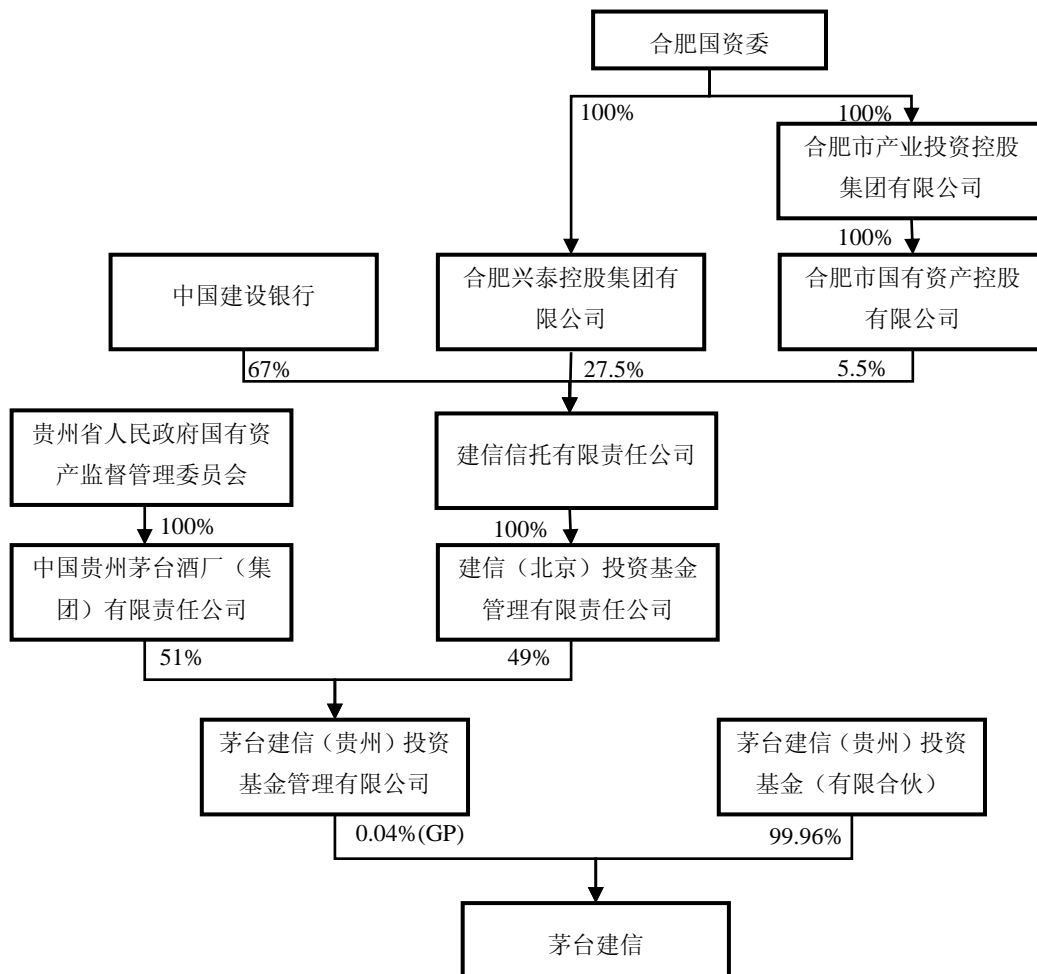 合肥国资委
100%
100%
合肥市产业投资控股
集团有限公司
100%
中国建设银行
合肥兴泰控股集团有
限公司
合肥市国有资产控股
有限公司
67%
27.5%
5.5%
贵州省人民政府国有资
产监督管理委员会
建信信托有限责任公司
100%
100%
中国贵州茅台酒厂（集
团）有限责任公司
建信（北京）投资基金
管理有限责任公司
51%
49%
茅台建信（贵州）投资
基金管理有限公司
茅台建信（贵州）投资
基金（有限合伙）
0.04%(GP)
99.96%
茅台建信